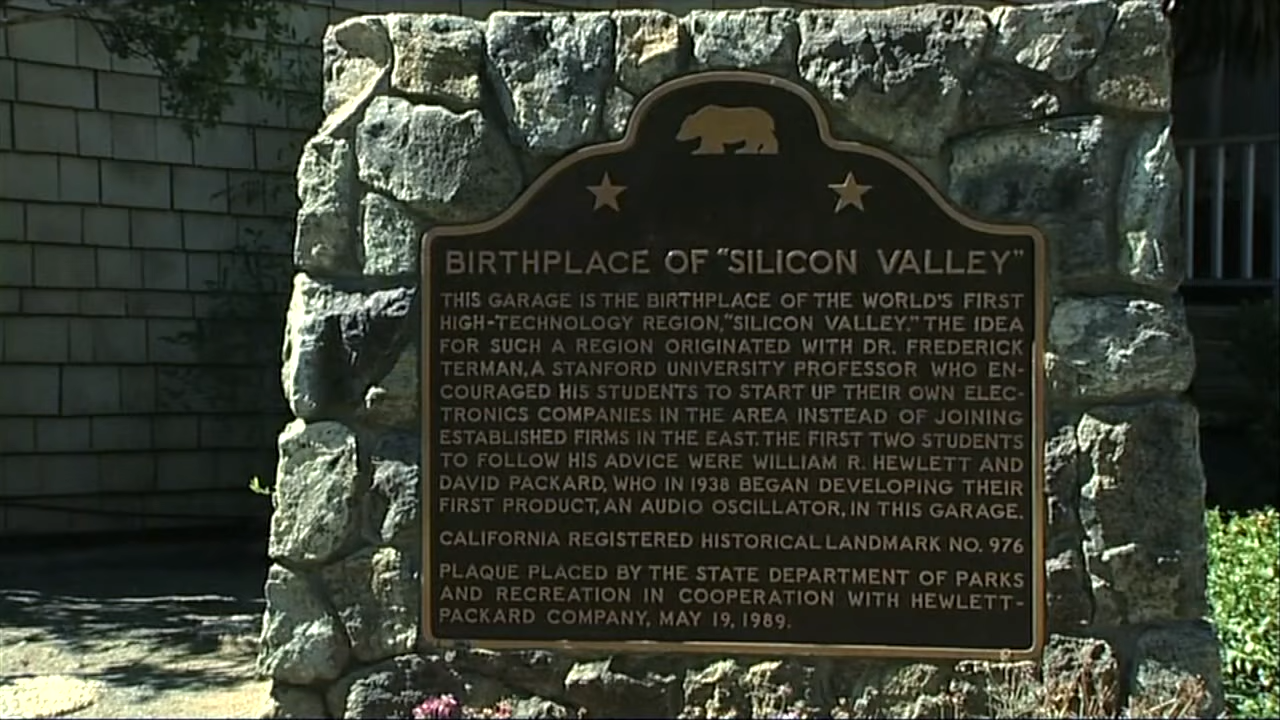 BIRTHPLACE OF "SILICON VALLEY"
THIS GARAGE IS THE BIRTHPLACE OF THE WORLD'S FIRST
HIGH-TECHNOLOGY REGION, "SILICON VALLEY." THE IDEA
FOR SUCH A REGION ORIGINATED WITH DR. FREDERICK
TERMAN, A STANFORD UNIVERSITY PROFESSOR WHO EN-
COURAGED HIS STUDENTS TO START UP THEIR OWN ELEC-
TRONICS COMPANIES IN THE AREA INSTEAD OF JOINING
ESTABLISHED FIRMS IN THE EAST. THE FIRST TWO STUDENTS
TO FOLLOW HIS ADVICE WERE WILLIAM R. HEWLETT AND
DAVID PACKARD, WHO IN 1938 BEGAN DEVELOPING THEIR
FIRST PRODUCT, AN AUDIO OSCILLATOR, IN THIS GARAGE.
CALIFORNIA REGISTERED HISTORICAL LANDMARK NO. 976
PLAQUE PLACED BY THE STATE DEPARTMENT OF PARKS
AND RECREATION IN COOPERATION WITH HEWLETT-
PACKARD COMPANY, MAY 19, 1989.